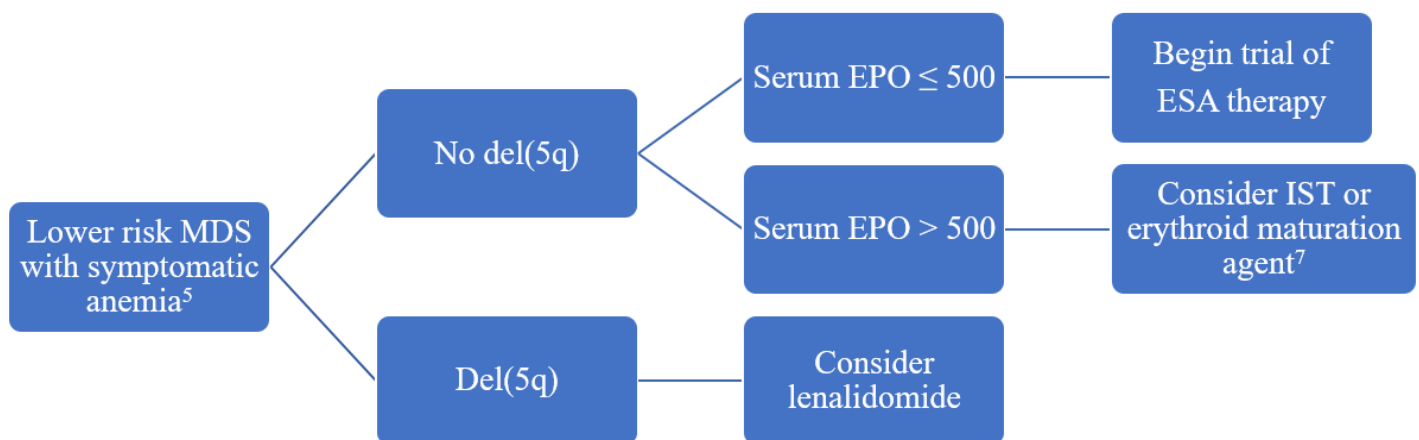 Lower risk MDS
with symptomatic
anemia⁵
No del(5q)
Del(5q)
Serum EPO ≤ 500
Serum EPO > 500
Consider
lenalidomide
Begin trial of
ESA therapy
Consider IST or
erythroid maturation
agent⁷